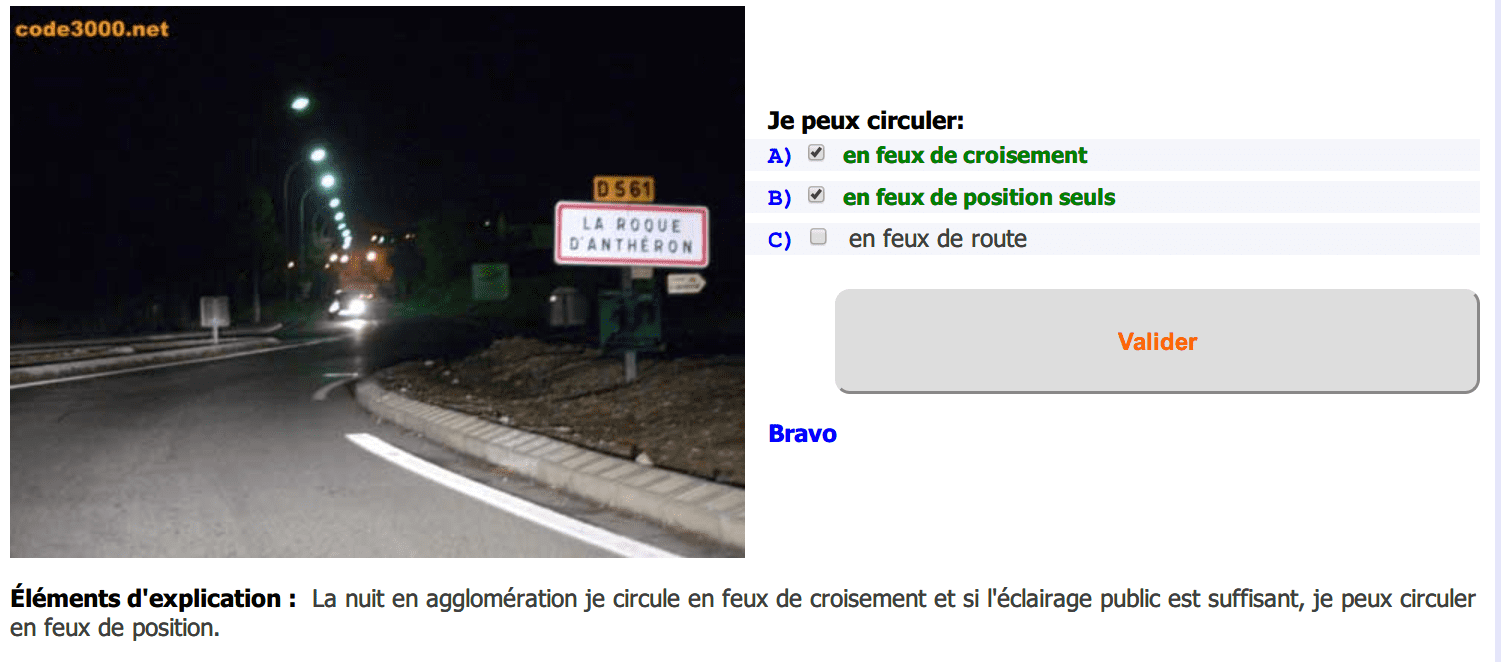 code3000.net
D 561
LA ROQUE
D'ANTHÉRON
Je peux circuler:
A) en feux de croisement
B) en feux de position seuls
C) en feux de route
Valider
Bravo
Éléments d'explication : La nuit en agglomération je circule en feux de croisement et si l'éclairage public est suffisant, je peux circuler
en feux de position.